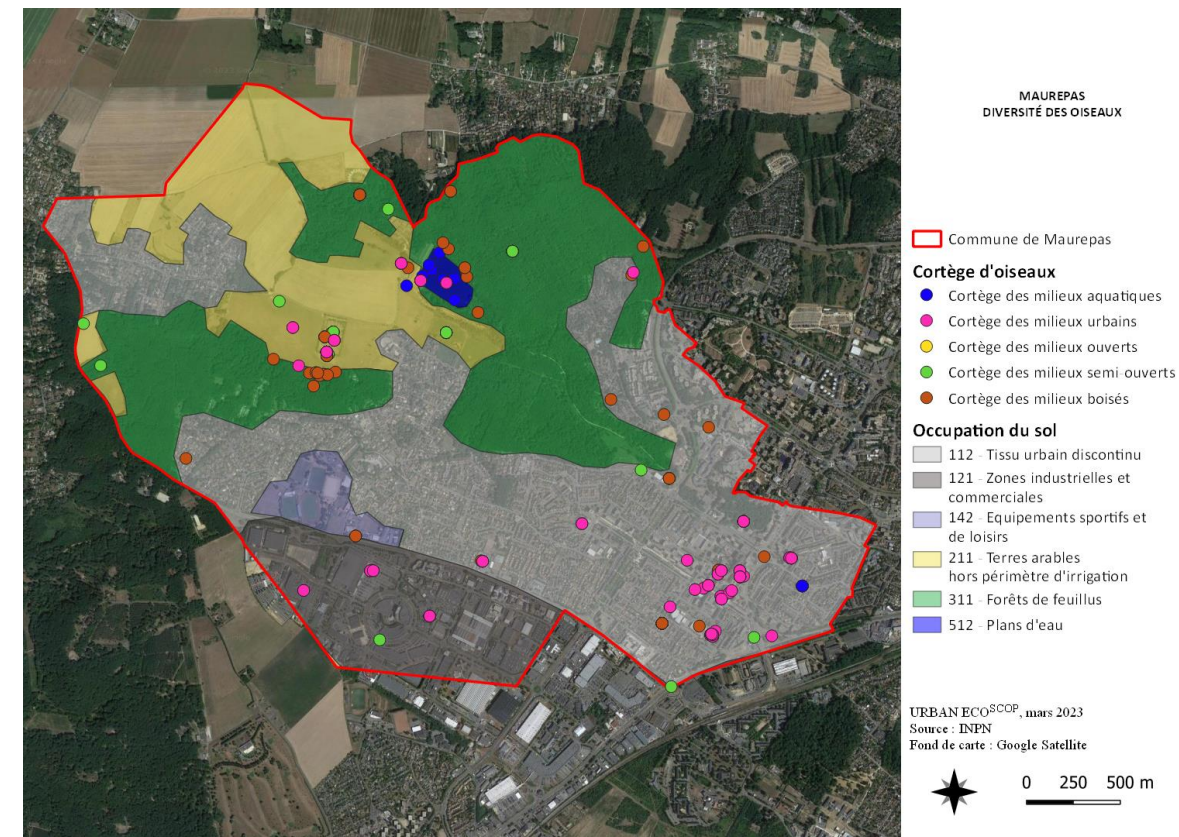 MAUREPAS
DIVERSITÉ DES OISEAUX
Commune de Maurepas
Cortège d'oiseaux
Cortège des milieux aquatiques
Cortège des milieux urbains
Cortège des milieux ouverts
Cortège des milieux semi-ouverts
Cortège des milieux boisés
Occupation du sol
112 - Tissu urbain discontinu
121 - Zones industrielles et
commerciales
142 - Equipements sportifs et
de loisirs
211 - Terres arables
hors périmètre d'irrigation
311 - Forêts de feuillus
512 - Plans d'eau
URBAN ECOSCOP, mars 2023
Source : INPN
Fond de carte : Google Satellite
0 250 500 m